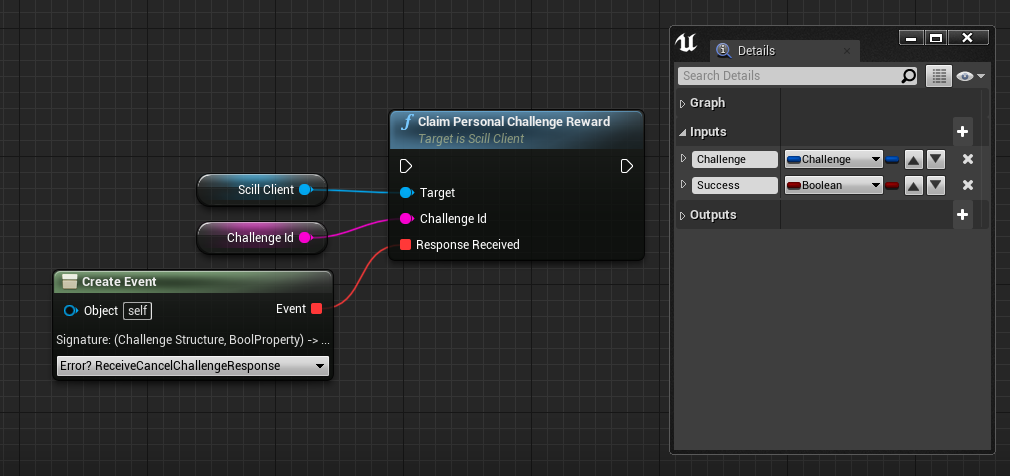 Claim Personal Challenge Reward
Target is Scill Client
Scill Client
Target
Challenge Id
Challenge Id
Response Received
Create Event
Object self
Event
Signature: (Challenge Structure, BoolProperty) -> ...
Error? ReceiveCancelChallengeResponse
Details
Search Details
Graph
Inputs
Challenge Challenge
Success Boolean
Outputs